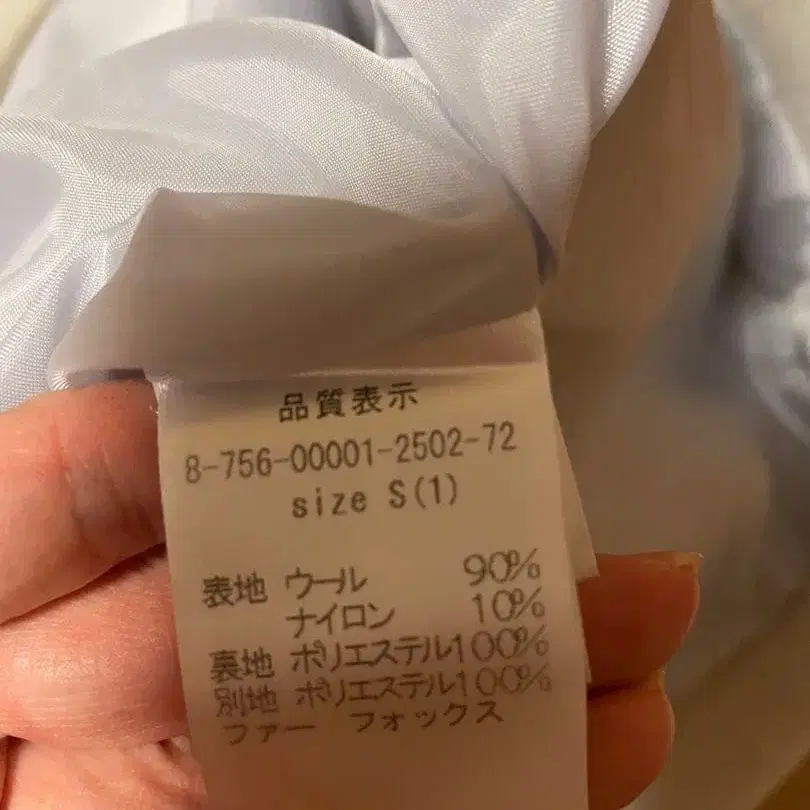 品質表示
8-756-00001-2502-72
size S(1)
表地 ウール 90%
ナイロン 10%
裏地 ポリエステル100%
別地 ポリエステル100%
ファー フォックス